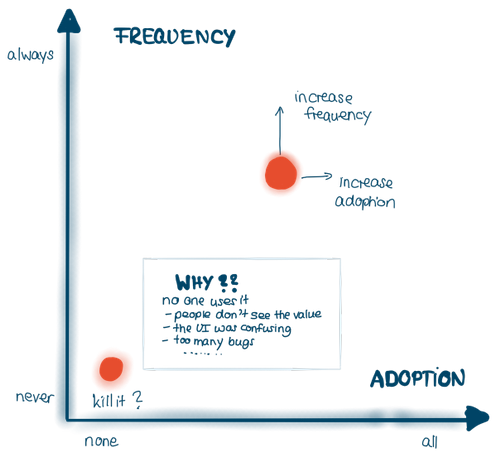 FREQUENCY
always
increase
frequency
increase
adoption
WHY ??
no one uses it
- people don't see the value
- the UI was confusing
- too many bugs
.......
ADOPTION
never
kill it ?
none
all